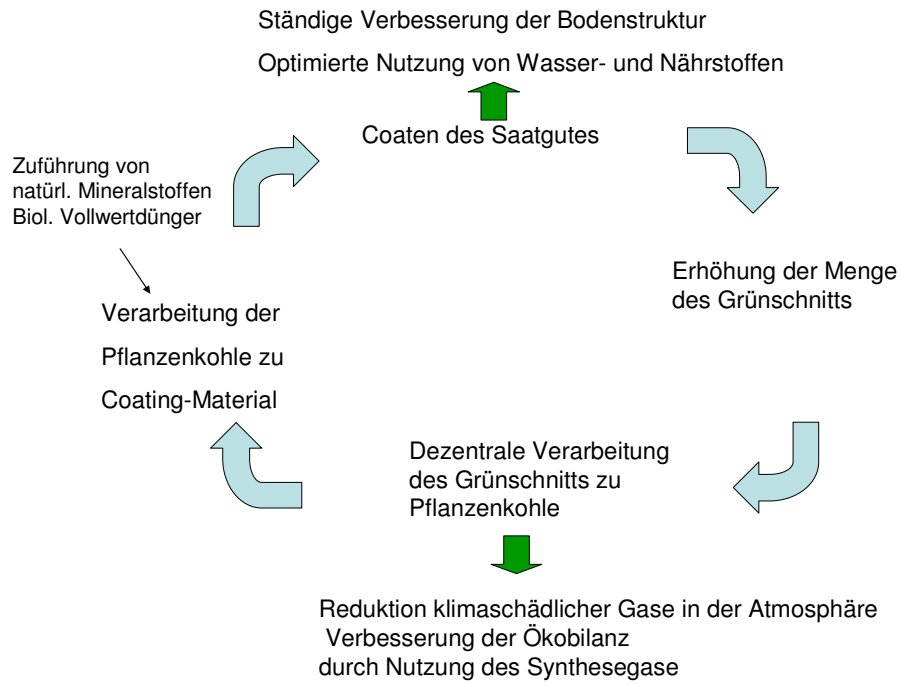 Ständige Verbesserung der Bodenstruktur
Optimierte Nutzung von Wasser- und Nährstoffen
Coaten des Saatgutes
Zuführung von
natürl. Mineralstoffen
Biol. Vollwertdünger
Erhöhung der Menge
des Grünschnitts
Verarbeitung der
Pflanzenkohle zu
Coating-Material
Dezentrale Verarbeitung
des Grünschnitts zu
Pflanzenkohle
Reduktion klimaschädlicher Gase in der Atmosphäre
Verbesserung der Ökobilanz
durch Nutzung des Synthesegase